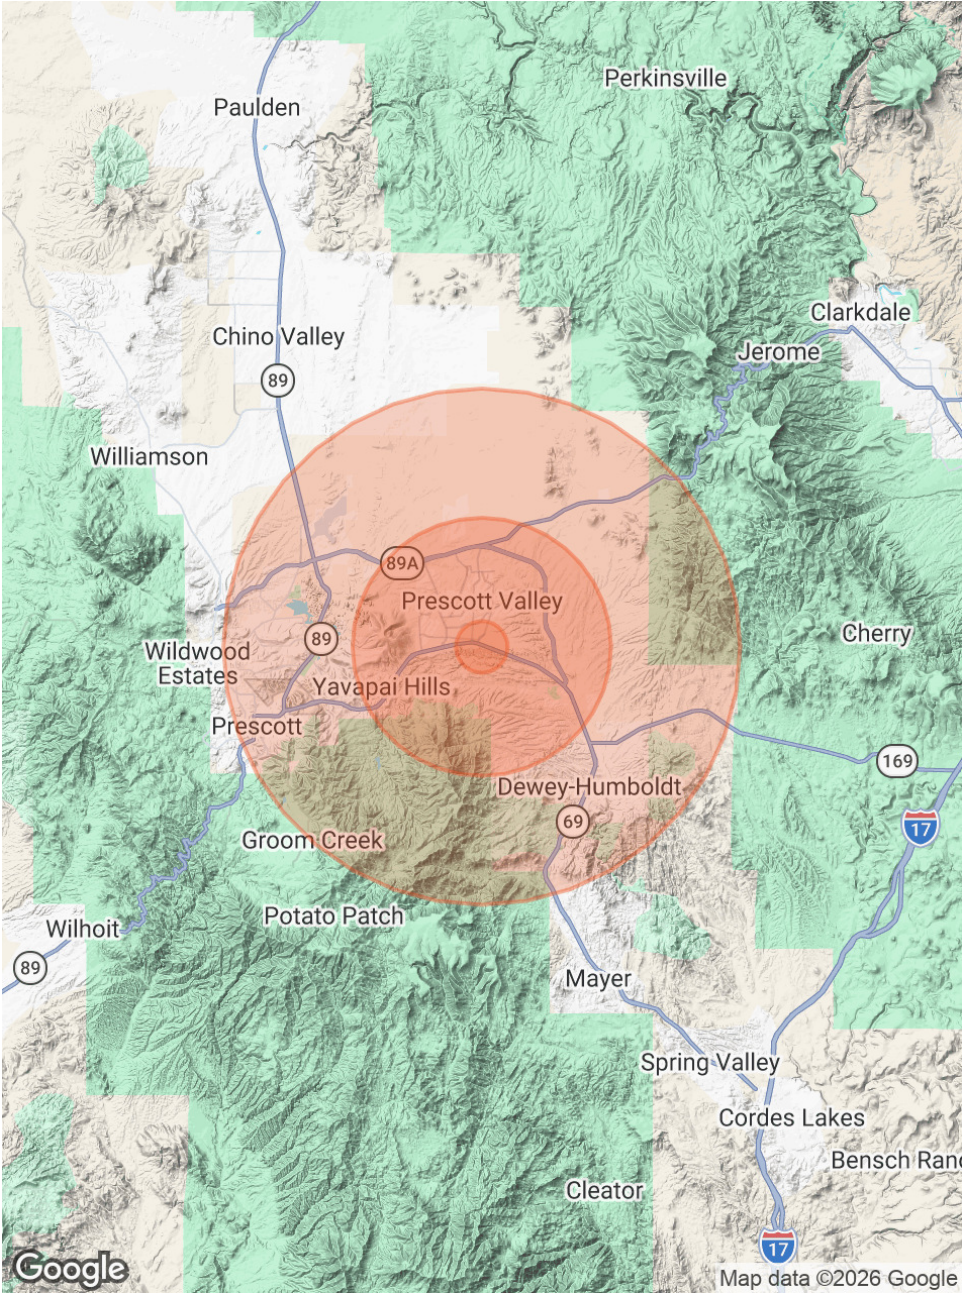 Perkinsville
Paulden
Clarkdale
Chino Valley
Jerome
89
Williamson
89A
Prescott Valley
Cherry
89
Wildwood
Estates
Yavapai Hills
Prescott
169
Dewey-Humboldt
69
17
Groom Creek
Potato Patch
Wilhoit
89
Mayer
Spring Valley
Cordes Lakes
Bensch Ranc
Cleator
17
Google
Map data ©2026 Google